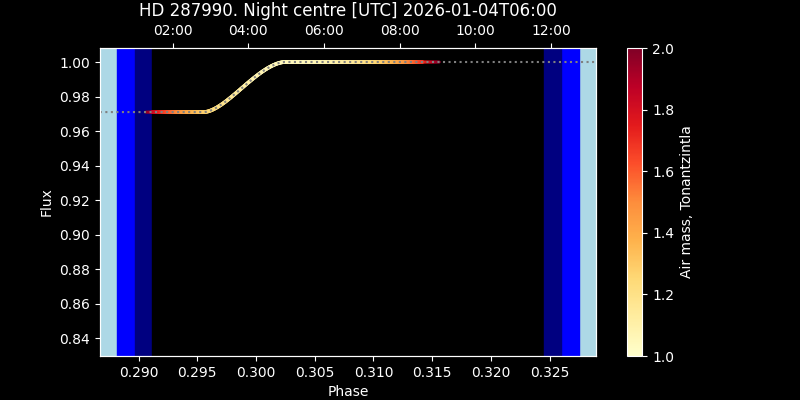 HD 287990. Night centre [UTC] 2026-01-04T06:00
02:00 04:00 06:00 08:00 10:00 12:00
1.00
0.98
0.96
0.94
0.92
0.90
0.88
0.86
0.84
Flux
0.290 0.295 0.300 0.305 0.310 0.315 0.320 0.325
Phase
2.0
1.8
1.6
1.4
1.2
1.0
Air mass, Tonantzintla